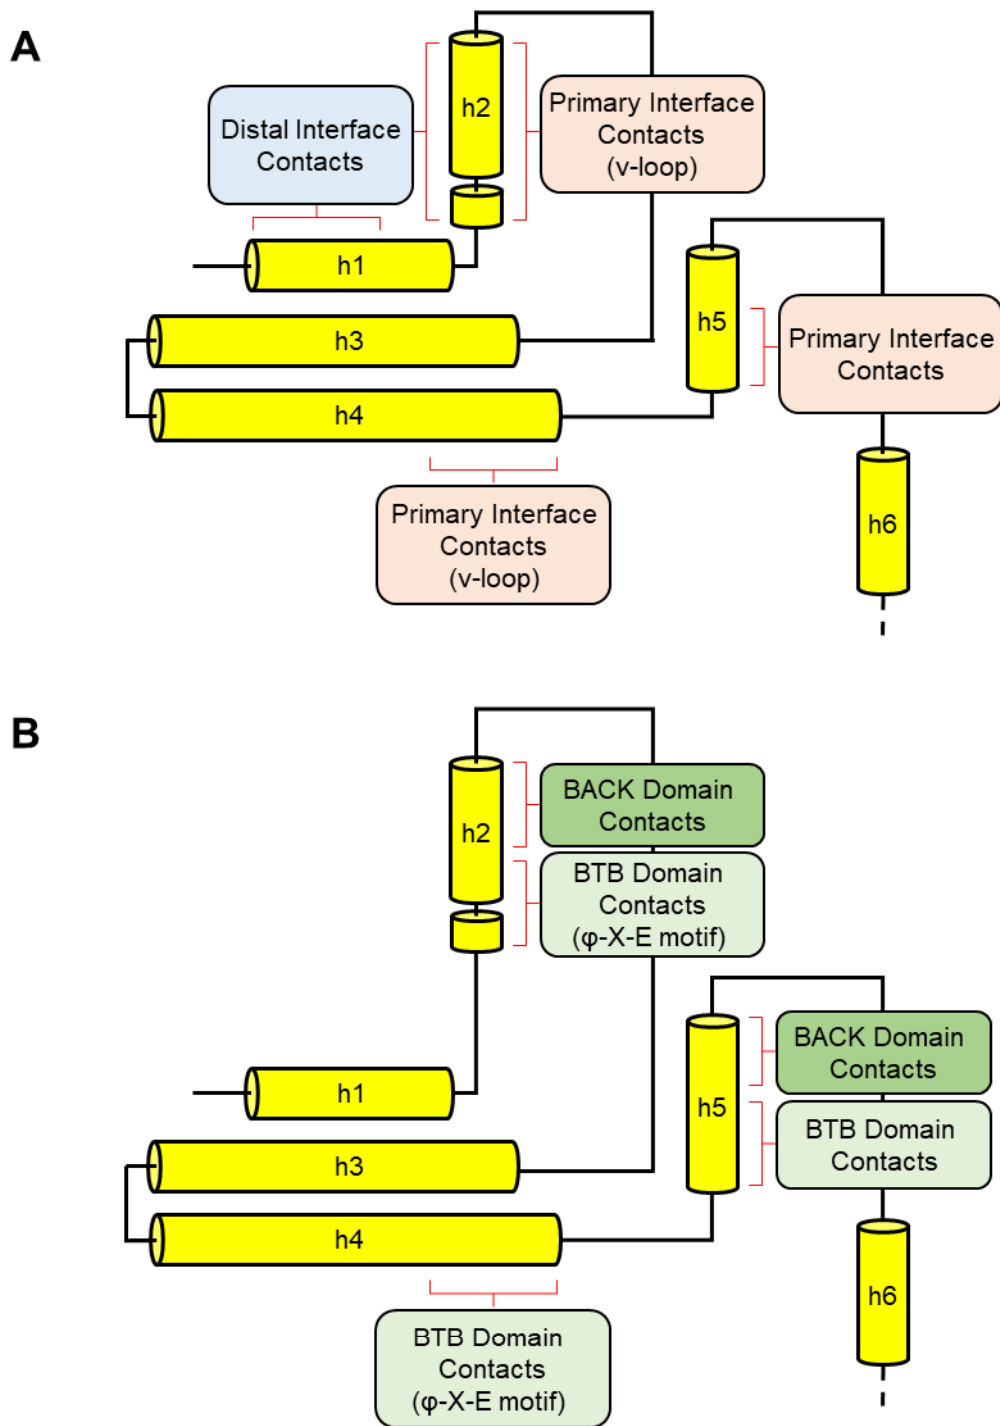 A
h2
Distal Interface
Contacts
Primary Interface
Contacts
(v-loop)
h1
h3
h5
Primary Interface
Contacts
h4
Primary Interface
Contacts
(v-loop)
h6
B
h2
BACK Domain
Contacts
BTB Domain
Contacts
(φ-X-E motif)
h1
h3
h5
BACK Domain
Contacts
BTB Domain
Contacts
h4
h6
BTB Domain
Contacts
(φ-X-E motif)